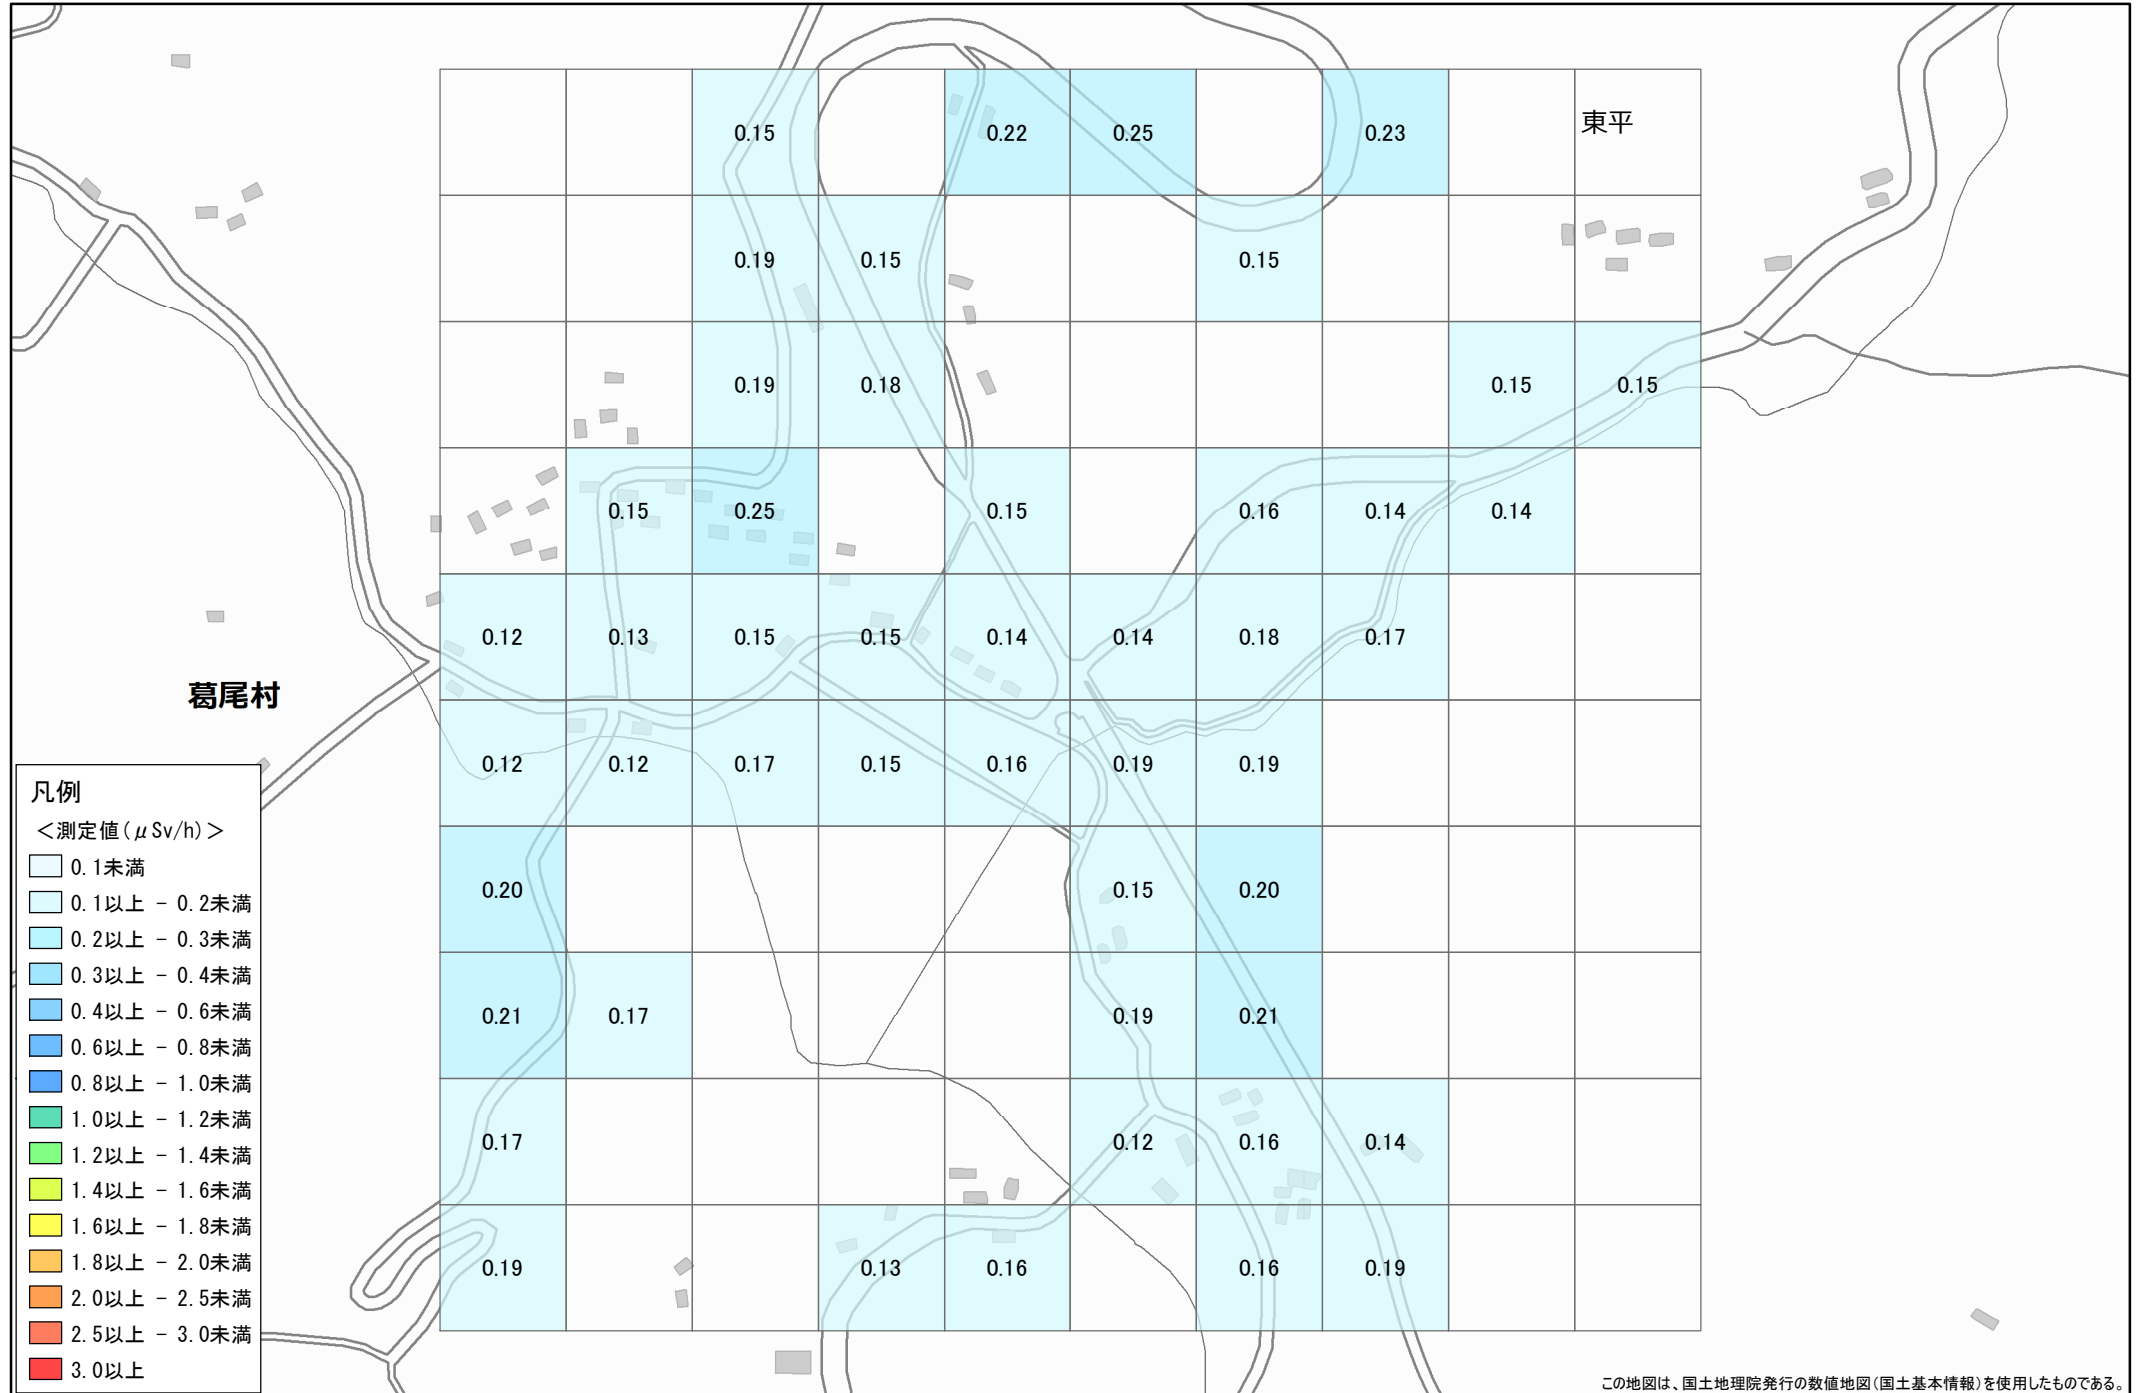 0.15 0.22 0.25 0.23 東平
0.19 0.15 0.15
0.19 0.18 0.15 0.15
0.15 0.25 0.15 0.16 0.14 0.14
0.12 0.13 0.15 0.15 0.14 0.14 0.18 0.17
葛尾村
0.12 0.12 0.17 0.15 0.16 0.19 0.19
0.20 0.15 0.20
0.21 0.17 0.19 0.21
0.17 0.12 0.16 0.14
0.19 0.13 0.16 0.16 0.19
凡例
＜測定値(μSv/h)＞
0.1未満
0.1以上 － 0.2未満
0.2以上 － 0.3未満
0.3以上 － 0.4未満
0.4以上 － 0.6未満
0.6以上 － 0.8未満
0.8以上 － 1.0未満
1.0以上 － 1.2未満
1.2以上 － 1.4未満
1.4以上 － 1.6未満
1.6以上 － 1.8未満
1.8以上 － 2.0未満
2.0以上 － 2.5未満
2.5以上 － 3.0未満
3.0以上
この地図は、国土地理院発行の数値地図(国土基本情報)を使用したものである。